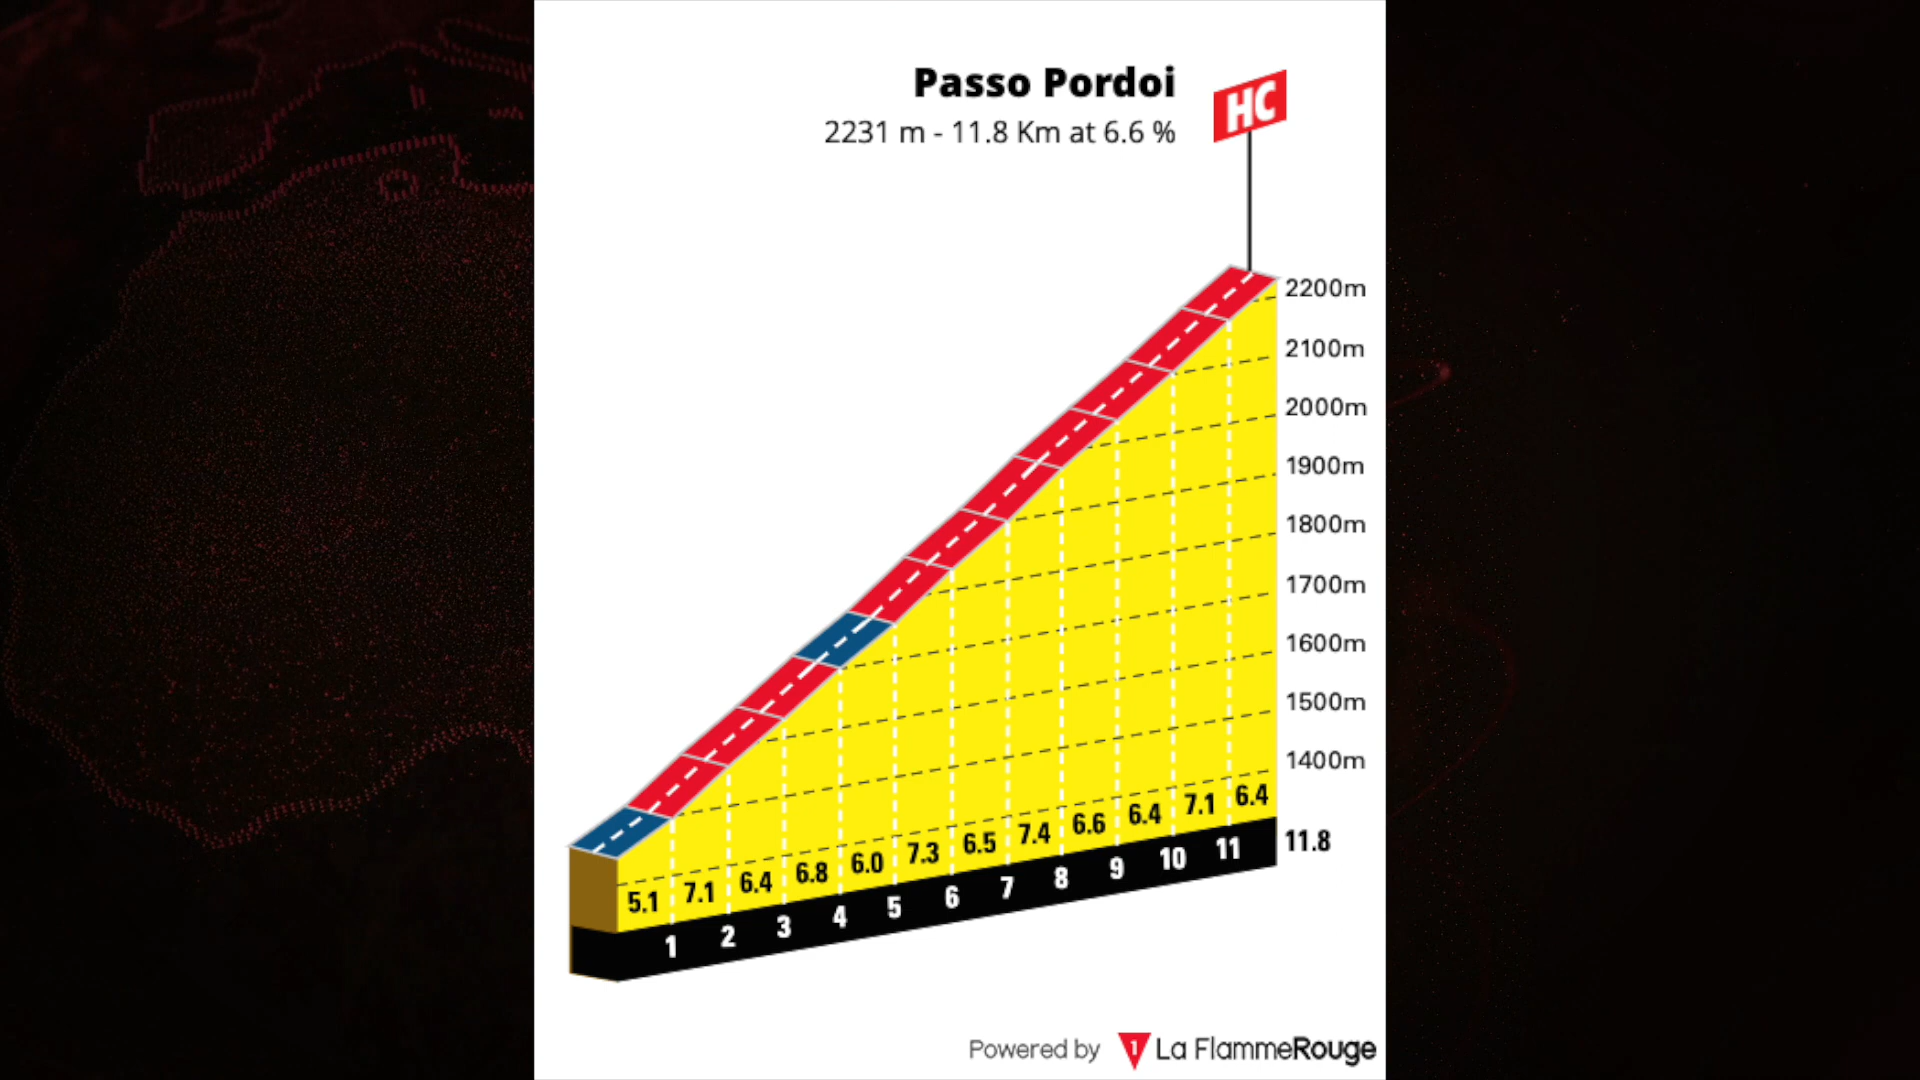 Passo Pordoi
HC
2231 m - 11.8 Km at 6.6 %
2200m
2100m
2000m
1900m
1800m
1700m
1600m
1500m
1400m
5.1 7.1 6.4 6.8 6.0 7.3 6.5 7.4 6.6 6.4 7.1 6.4
1 2 3 4 5 6 7 8 9 10 11 11.8
Powered by 1 La FlammeRouge